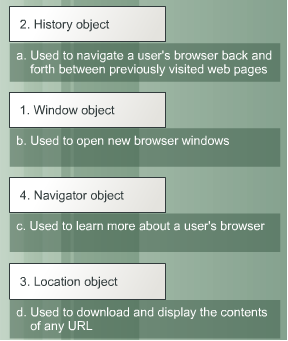 2. History object
a. Used to navigate a user's browser back and
forth between previously visited web pages
1. Window object
b. Used to open new browser windows
4. Navigator object
c. Used to learn more about a user's browser
3. Location object
d. Used to download and display the contents
of any URL